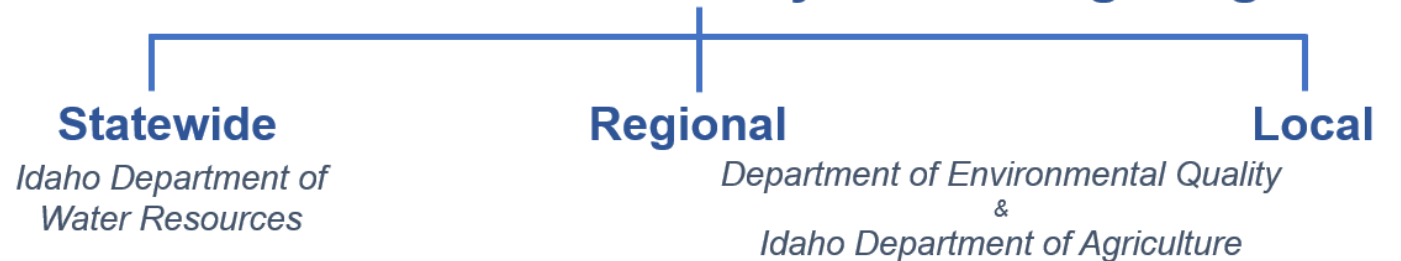 Statewide
Regional
Local
Idaho Department of
Water Resources
Department of Environmental Quality
&
Idaho Department of Agriculture